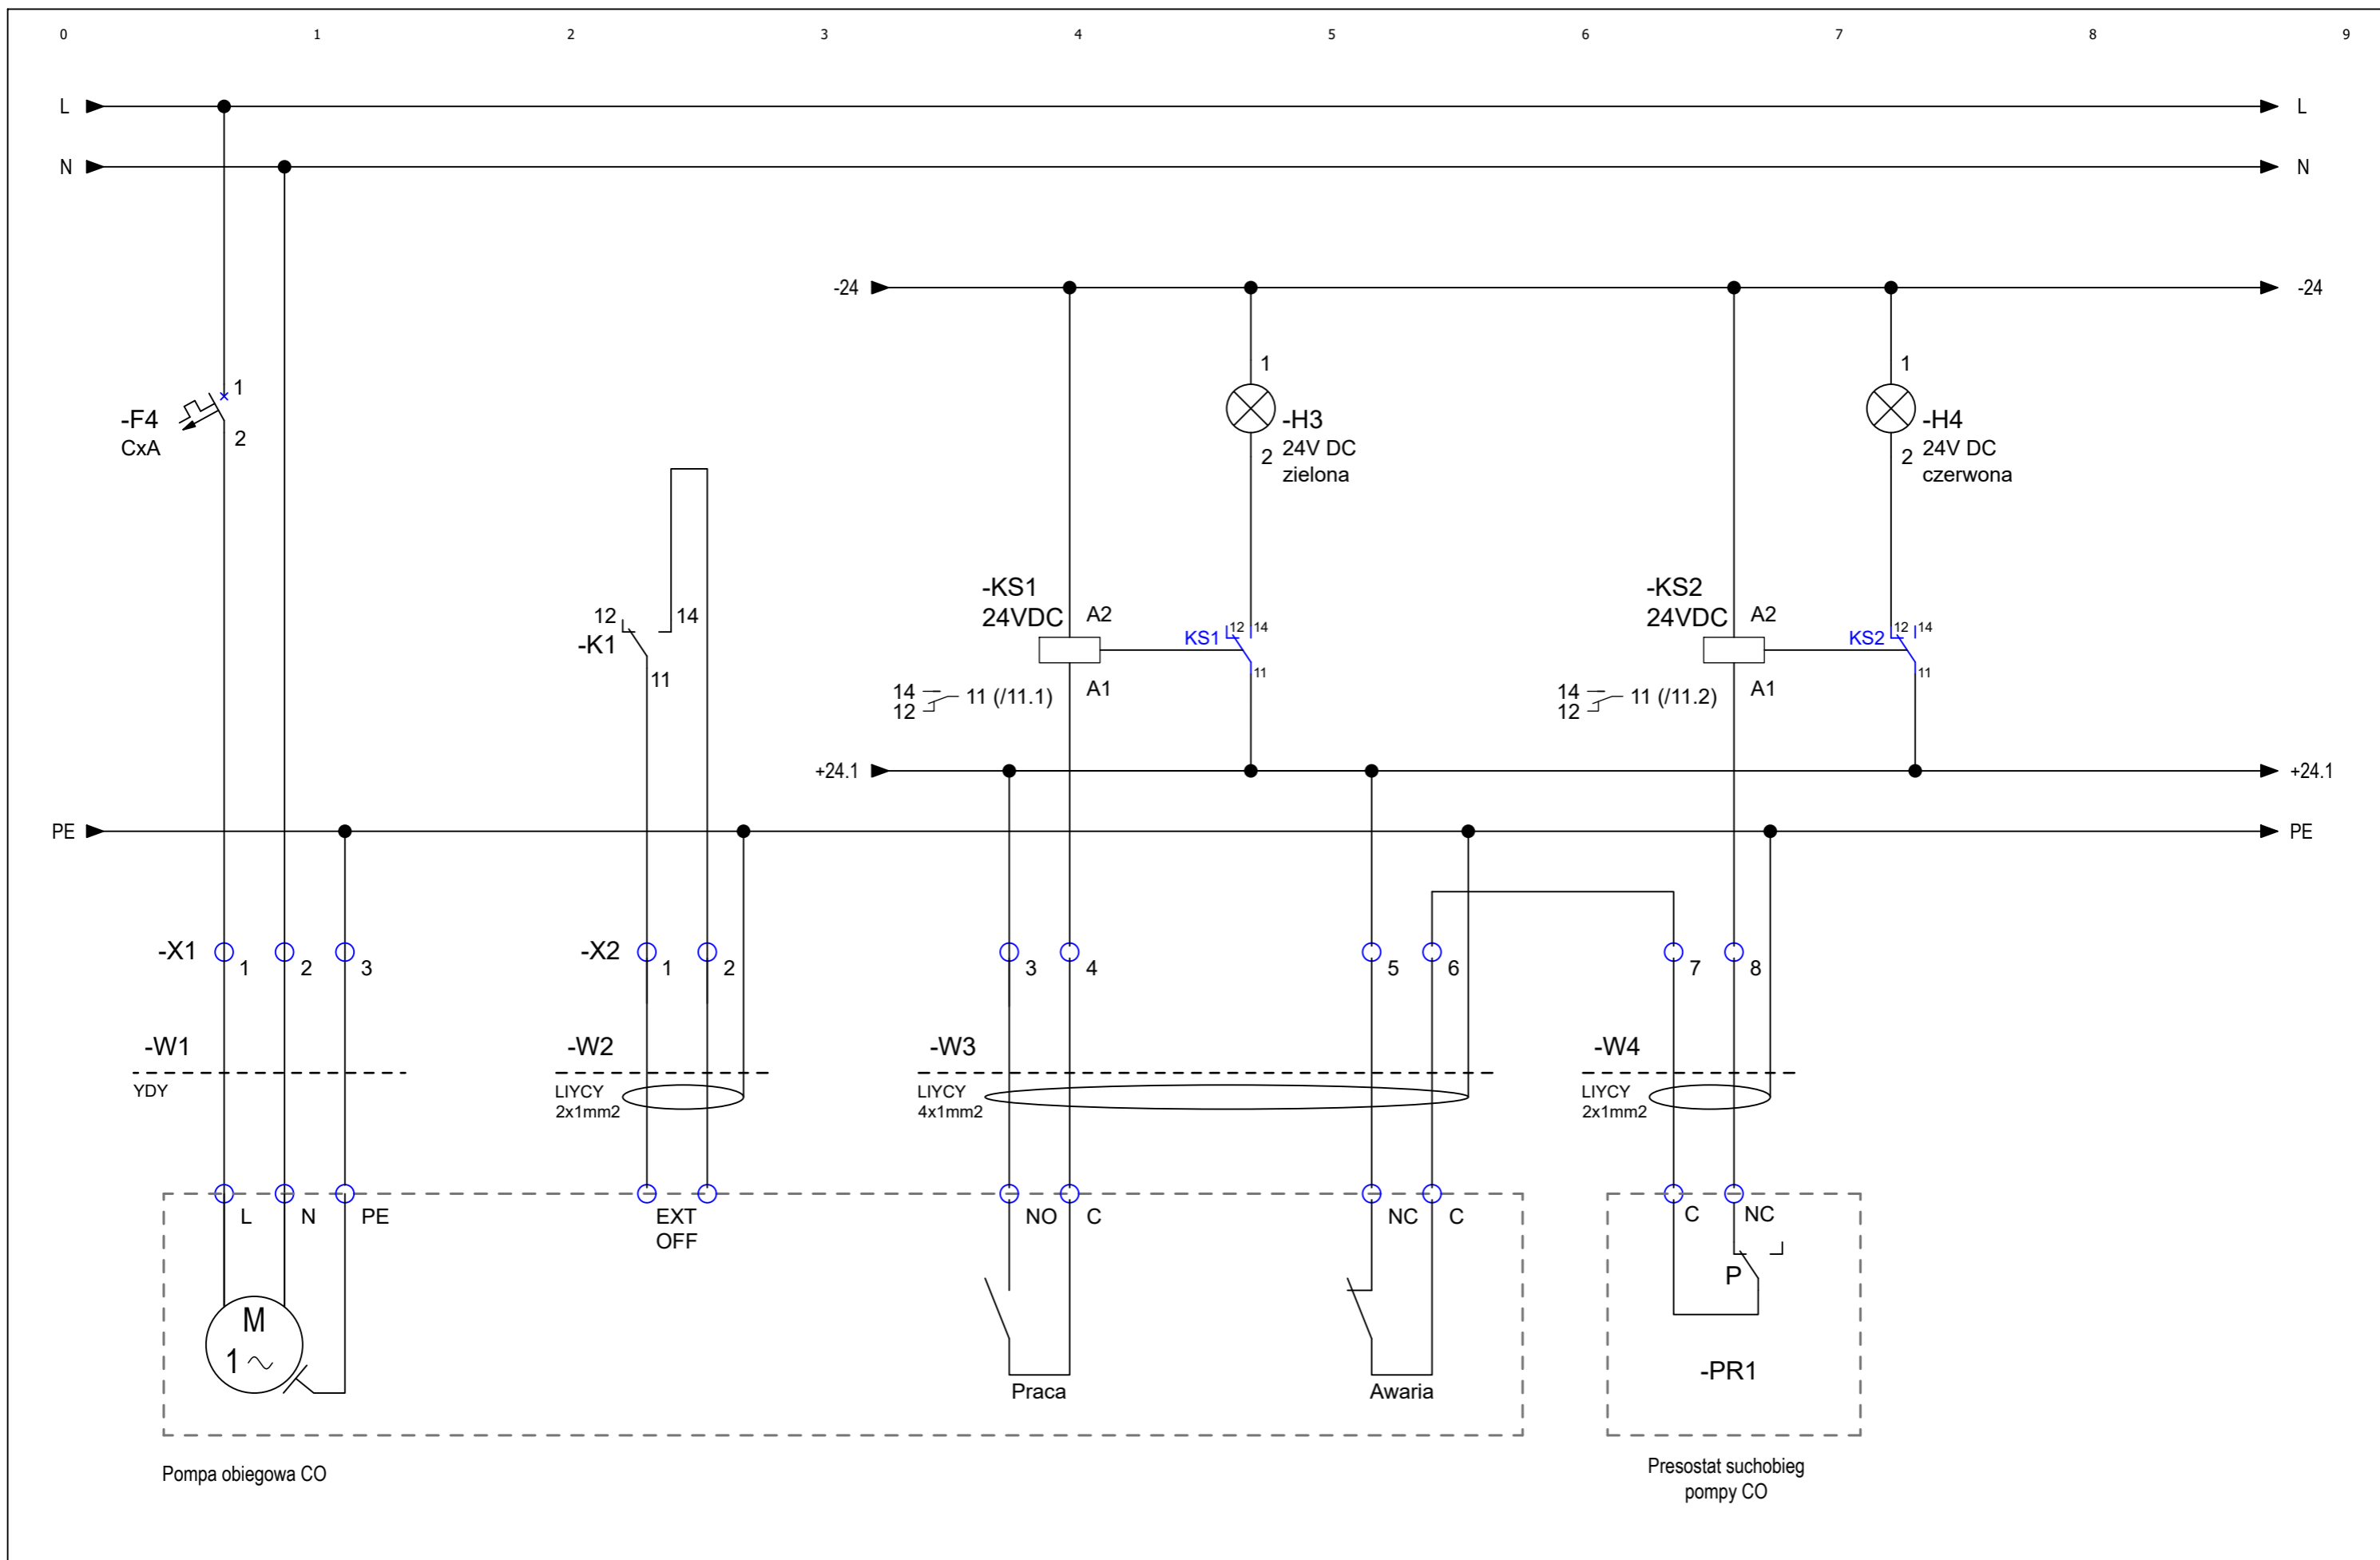 0 1 2 3 4 5 6 7 8 9
L L
N N
-24 -24
1 1
-F4 1
CxA 2
-H3
2 24V DC
zielona
-H4
2 24V DC
czerwona
12 14
-K1
11
-KS1
24VDC A2
KS1 12 14
11
A1
14
12 11 (/11.1)
-KS2
24VDC A2
KS2 12 14
11
A1
14
12 11 (/11.2)
+24.1 +24.1
PE PE
-X1 1 2 3
-X2 1 2 3 4 5 6 7 8
-W1
YDY
-W2
LIYCY
2x1mm2
-W3
LIYCY
4x1mm2
-W4
LIYCY
2x1mm2
L N PE
EXT
OFF
NO C
NC C
C NC
P
M
1
Praca
Awaria
-PR1
Pompa obiegowa CO
Presostat suchobieg
pompy CO